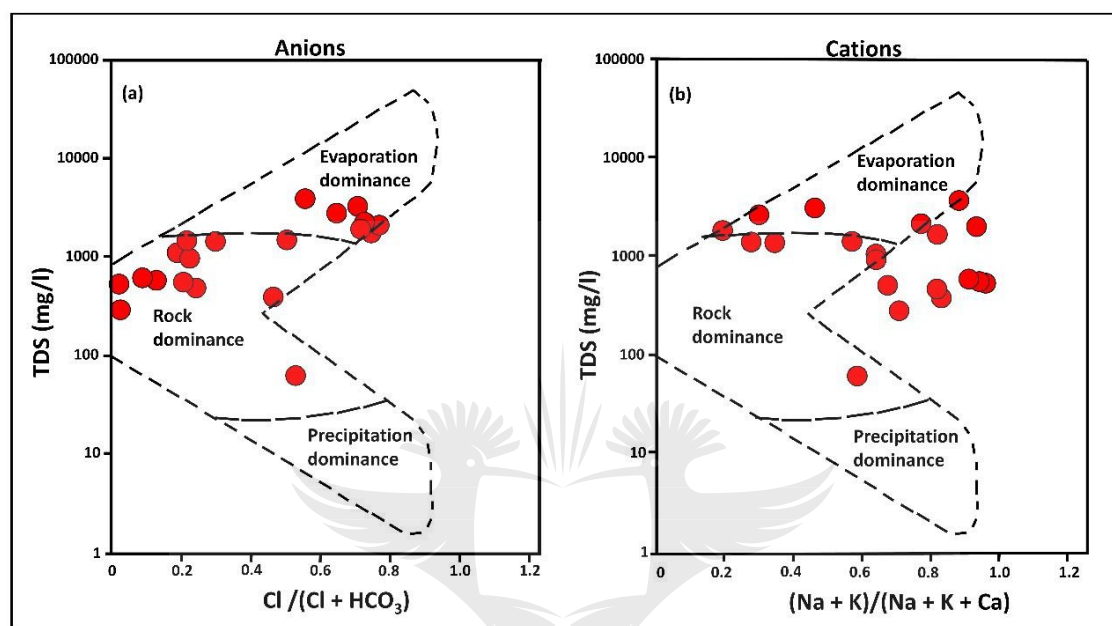 Anions
(a)
100000
10000
1000
100
10
1
TDS (mg/l)
Evaporation
dominance
Rock
dominance
Precipitation
dominance
0 0.2 0.4 0.6 0.8 1.0 1.2
Cl /(Cl + HCO₃)
Cations
(b)
100000
10000
1000
100
10
1
TDS (mg/l)
Evaporation
dominance
Rock
dominance
Precipitation
dominance
0 0.2 0.4 0.6 0.8 1.0 1.2
(Na + K)/(Na + K + Ca)